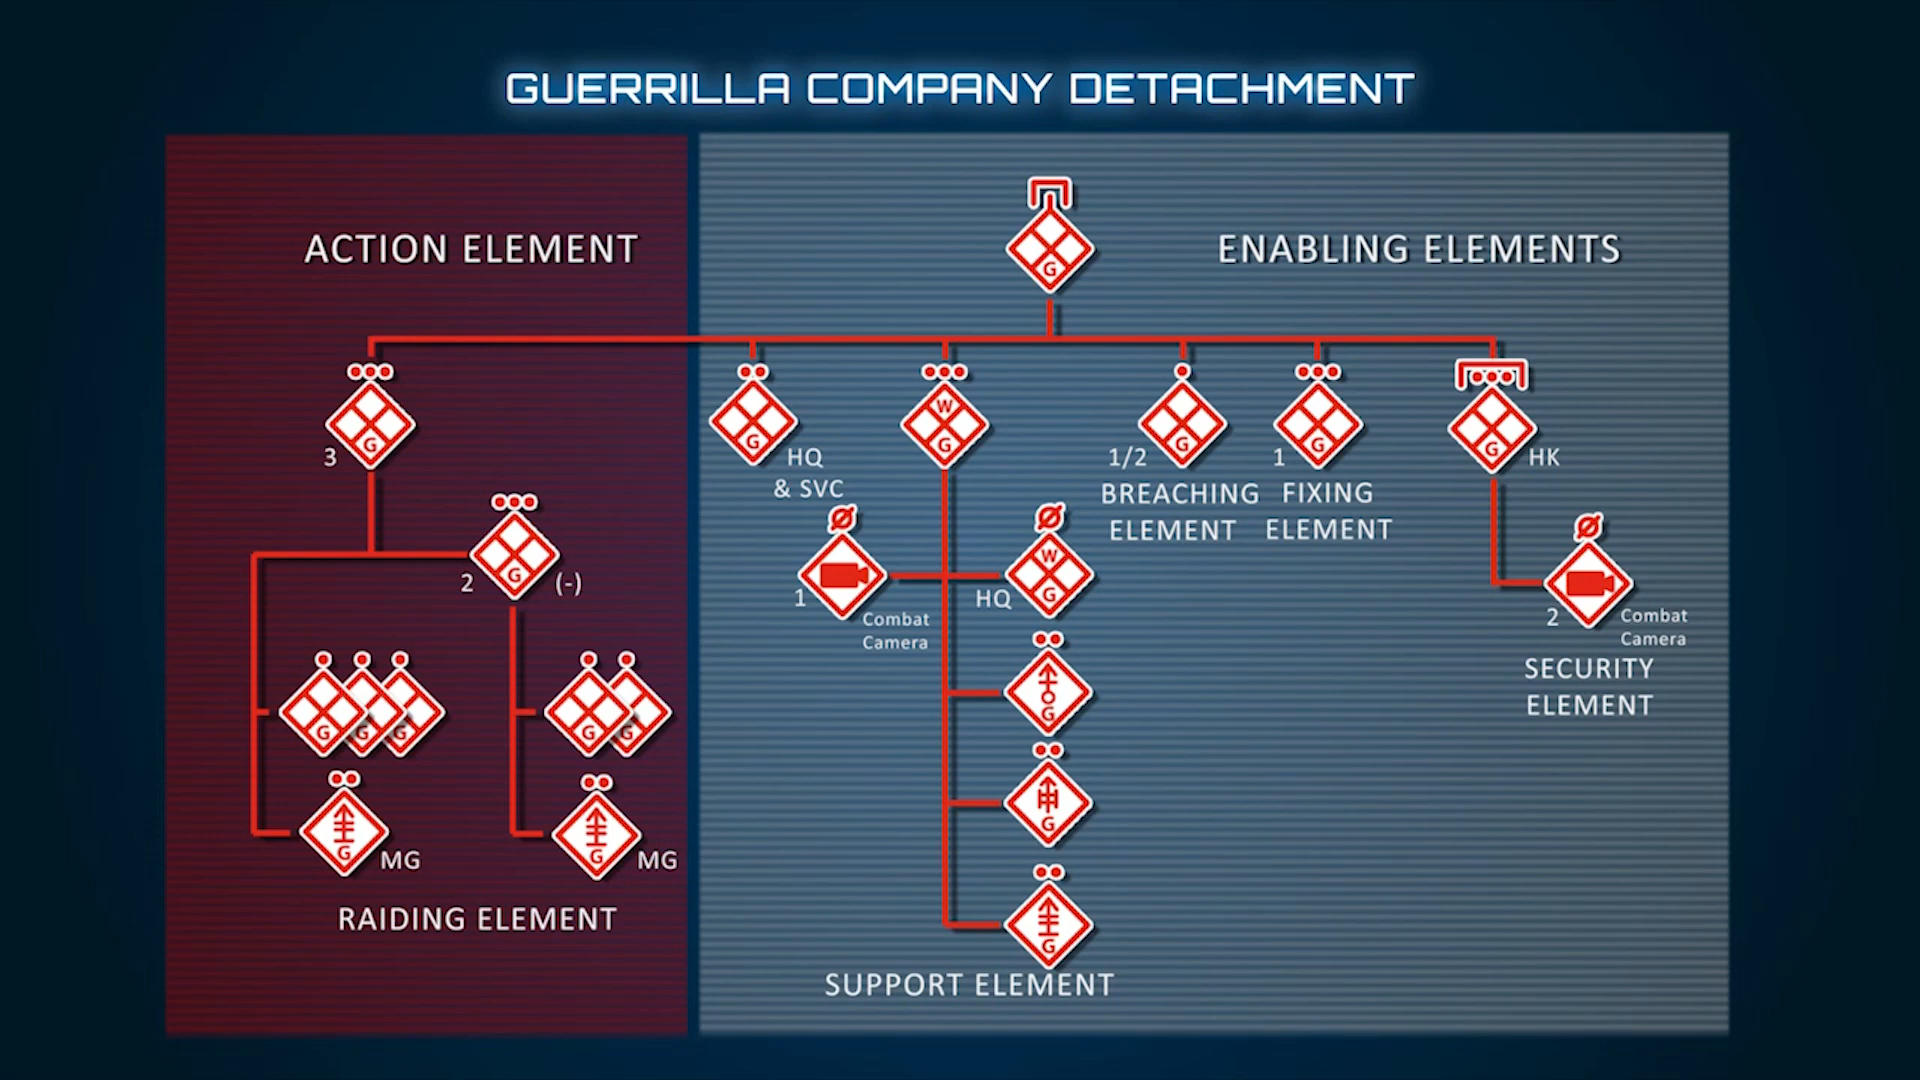 GUERRILLA COMPANY DETACHMENT
ACTION ELEMENT
ENABLING ELEMENTS
G
G
3
G
HQ
& SVC
W
G
G
1/2
BREACHING
ELEMENT
G
1
FIXING
ELEMENT
G
HK
G
2
(-)
1
Combat
Camera
W
G
HQ
2
Combat
Camera
SECURITY
ELEMENT
G
G
G
G
G
G
MG
G
MG
RAIDING ELEMENT
G
G
G
SUPPORT ELEMENT